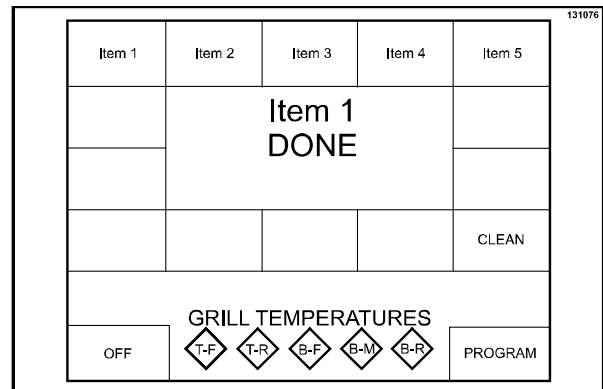 131076
Item 1 Item 2 Item 3 Item 4 Item 5
Item 1
DONE
CLEAN
GRILL TEMPERATURES
OFF T-F T-R B-F B-M B-R PROGRAM